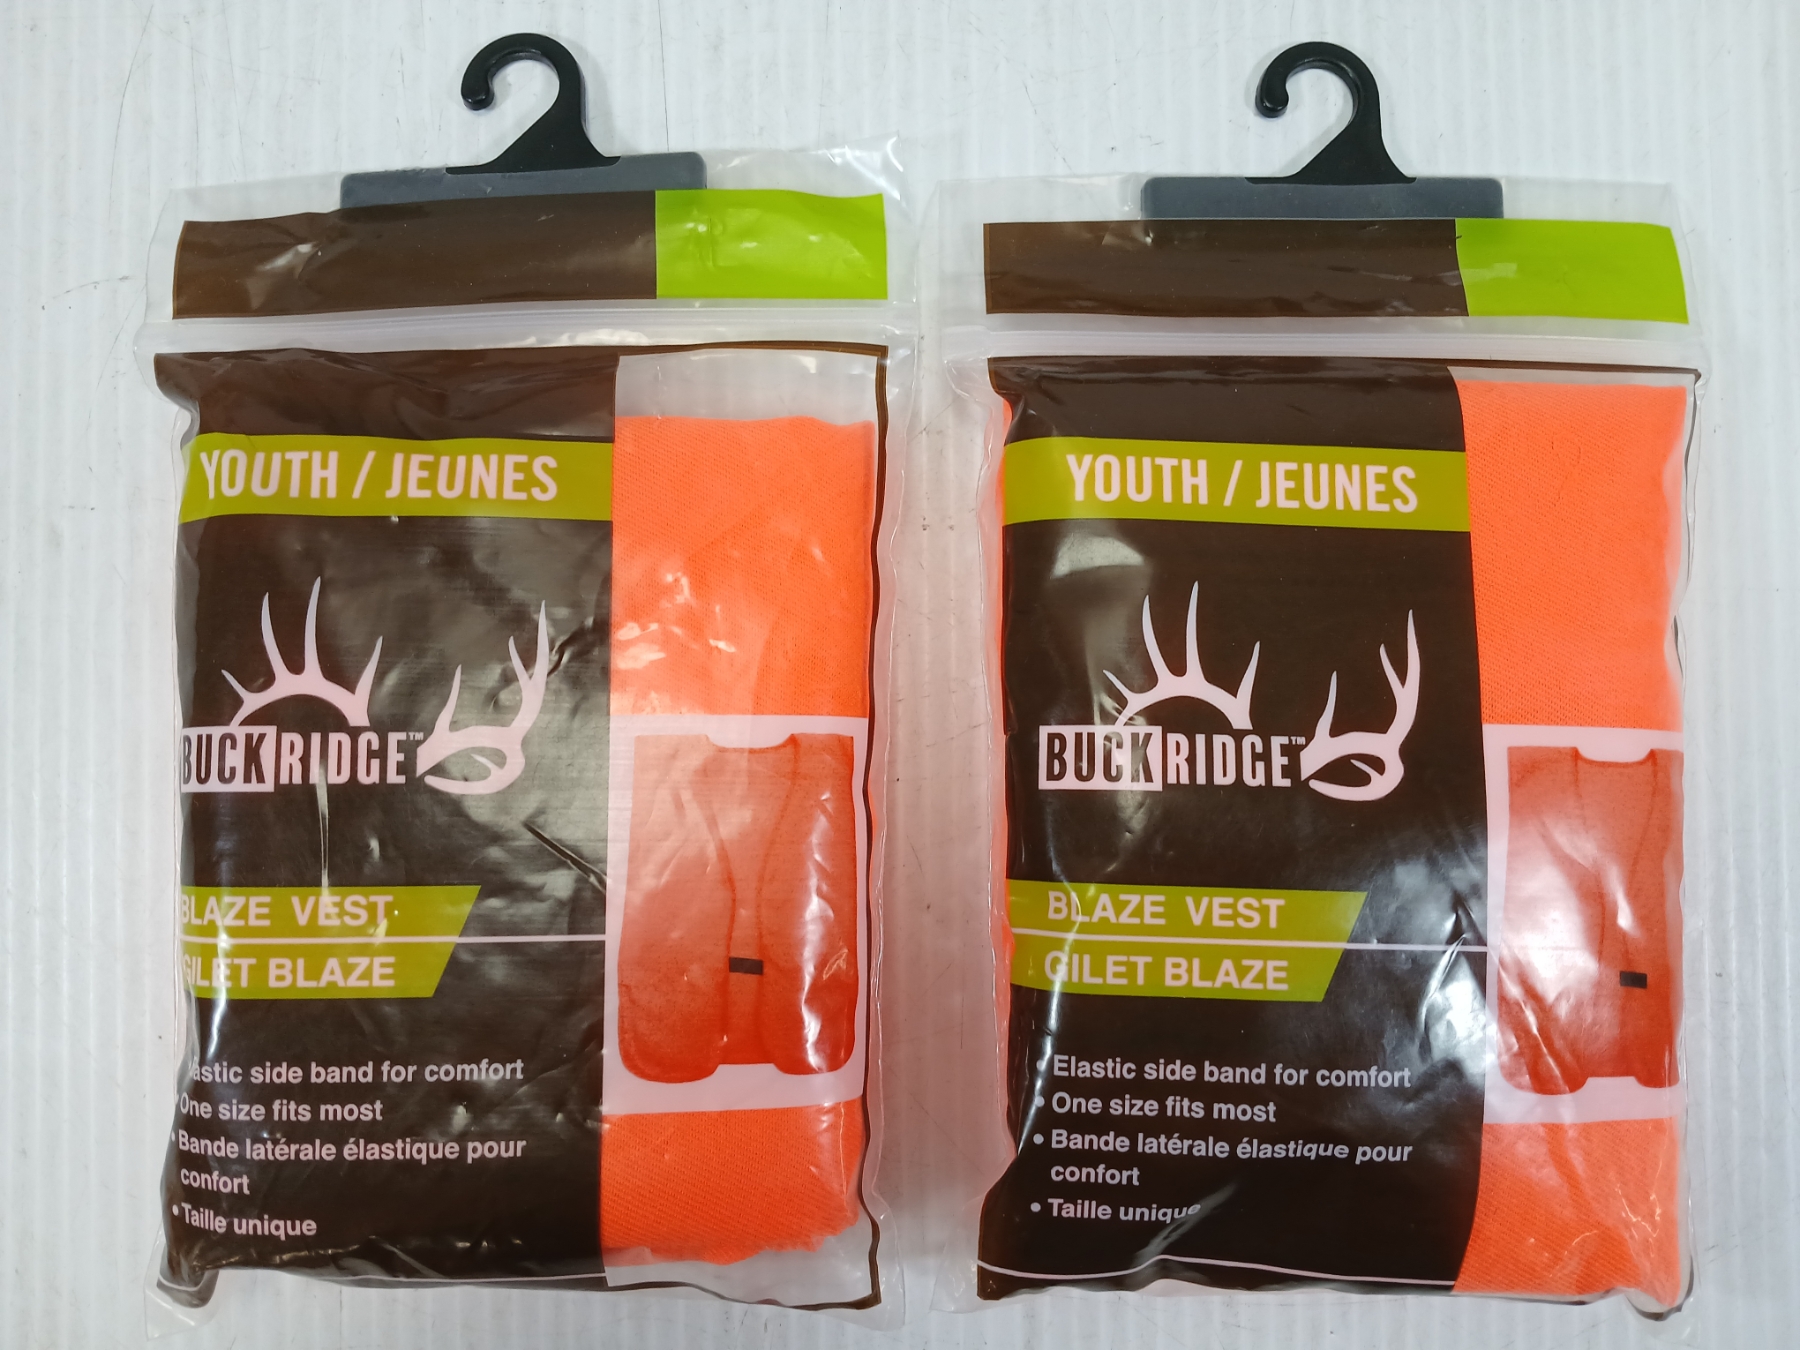 YOUTH / JEUNES
BUCKRIDGE™
BLAZE VEST
GILET BLAZE
astic side band for comfort
• One size fits most
• Bande latérale élastique pour
confort
• Taille unique
YOUTH / JEUNES
BUCKRIDGE™
BLAZE VEST
GILET BLAZE
• Elastic side band for comfort
• One size fits most
• Bande latérale élastique pour
confort
• Taille unique